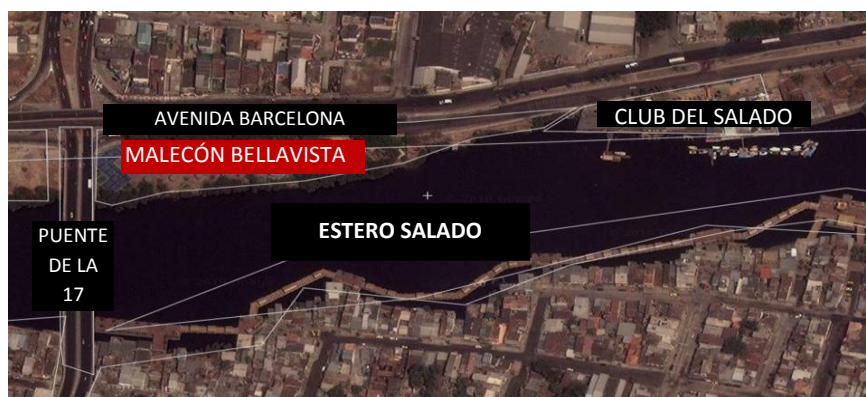 AVENIDA BARCELONA
CLUB DEL SALADO
MALECÓN BELLAVISTA
ESTERO SALADO
PUENTE
DE LA
17